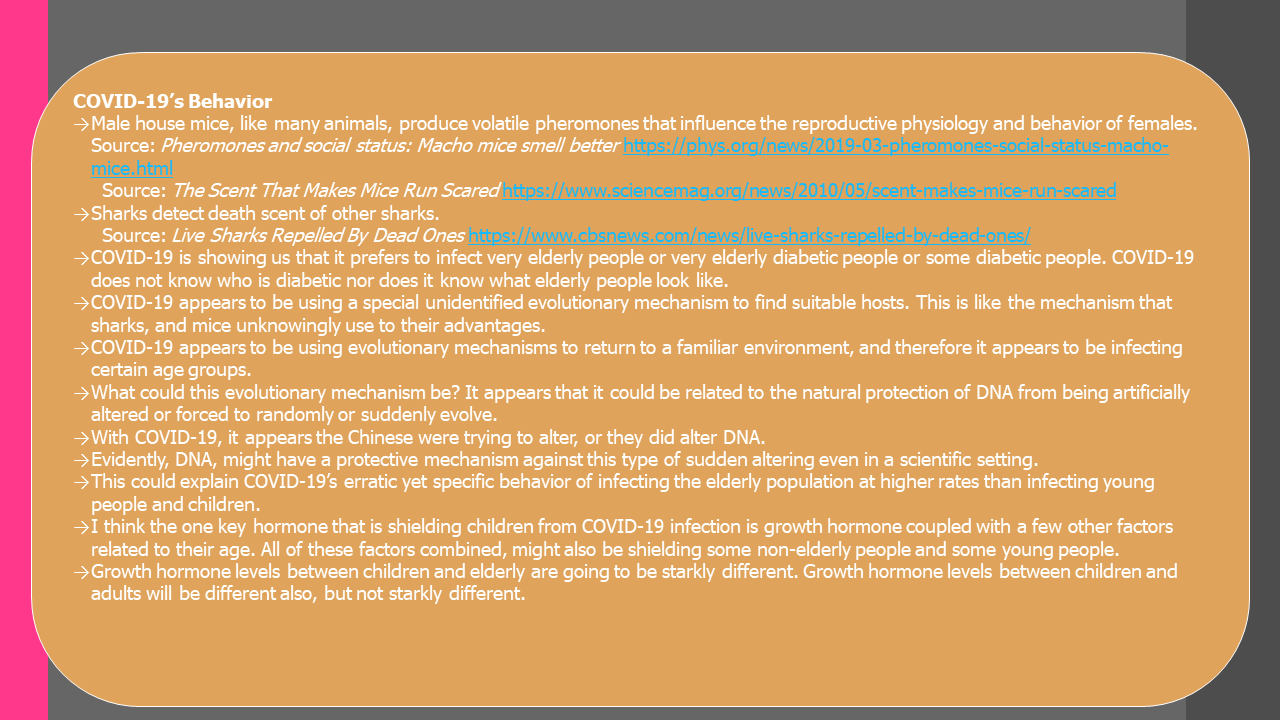 COVID-19's Behavior
→Male house mice, like many animals, produce volatile pheromones that influence the reproductive physiology and behavior of females.
Source: Pheromones and social status: Macho mice smell better https://phys.org/news/2019-03-pheromones-social-status-macho-
mice.html
Source: The Scent That Makes Mice Run Scared https://www.sciencemag.org/news/2010/05/scent-makes-mice-run-scared
→Sharks detect death scent of other sharks.
Source: Live Sharks Repelled By Dead Ones https://www.cbsnews.com/news/live-sharks-repelled-by-dead-ones/
→COVID-19 is showing us that it prefers to infect very elderly people or very elderly diabetic people or some diabetic people. COVID-19
does not know who is diabetic nor does it know what elderly people look like.
→COVID-19 appears to be using a special unidentified evolutionary mechanism to find suitable hosts. This is like the mechanism that
sharks, and mice unknowingly use to their advantages.
→COVID-19 appears to be using evolutionary mechanisms to return to a familiar environment, and therefore it appears to be infecting
certain age groups.
→What could this evolutionary mechanism be? It appears that it could be related to the natural protection of DNA from being artificially
altered or forced to randomly or suddenly evolve.
→With COVID-19, it appears the Chinese were trying to alter, or they did alter DNA.
→Evidently, DNA, might have a protective mechanism against this type of sudden altering even in a scientific setting.
→This could explain COVID-19's erratic yet specific behavior of infecting the elderly population at higher rates than infecting young
people and children.
→I think the one key hormone that is shielding children from COVID-19 infection is growth hormone coupled with a few other factors
related to their age. All of these factors combined, might also be shielding some non-elderly people and some young people.
→Growth hormone levels between children and elderly are going to be starkly different. Growth hormone levels between children and
adults will be different also, but not starkly different.